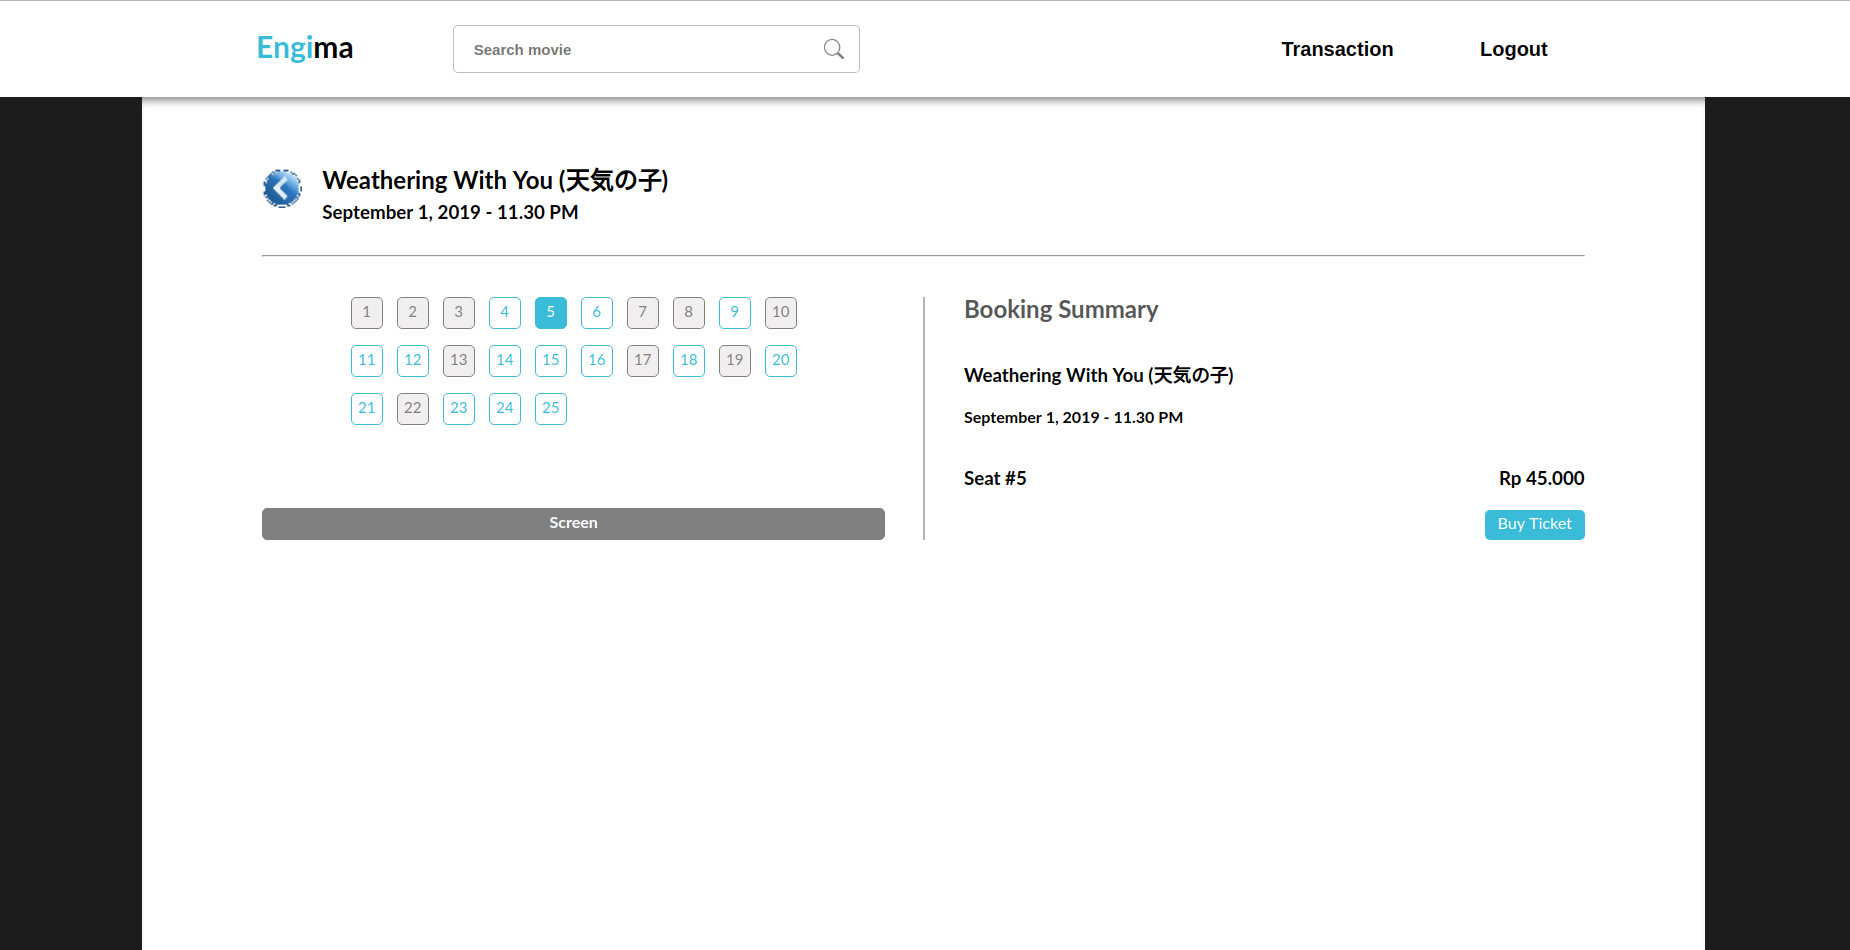 Engima
Search movie
Transaction
Logout
Weathering With You (天気の子)
September 1, 2019 - 11.30 PM
1 2 3 4 5 6 7 8 9 10
11 12 13 14 15 16 17 18 19 20
21 22 23 24 25
Screen
Booking Summary
Weathering With You (天気の子)
September 1, 2019 - 11.30 PM
Seat #5
Rp 45.000
Buy Ticket